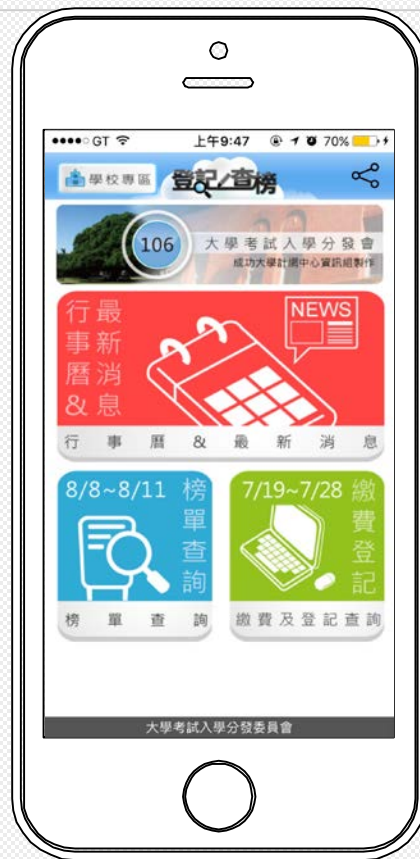 GT 上午9:47 70%
學校專區 登記/查榜
106 大學考試入學分發會
成功大學計網中心資訊組製作
行事曆&
最新消息
NEWS
行事曆&最新消息
8/8~8/11 榜單查詢
榜單查詢
7/19~7/28 繳費登記
繳費及登記查詢
大學考試入學分發委員會